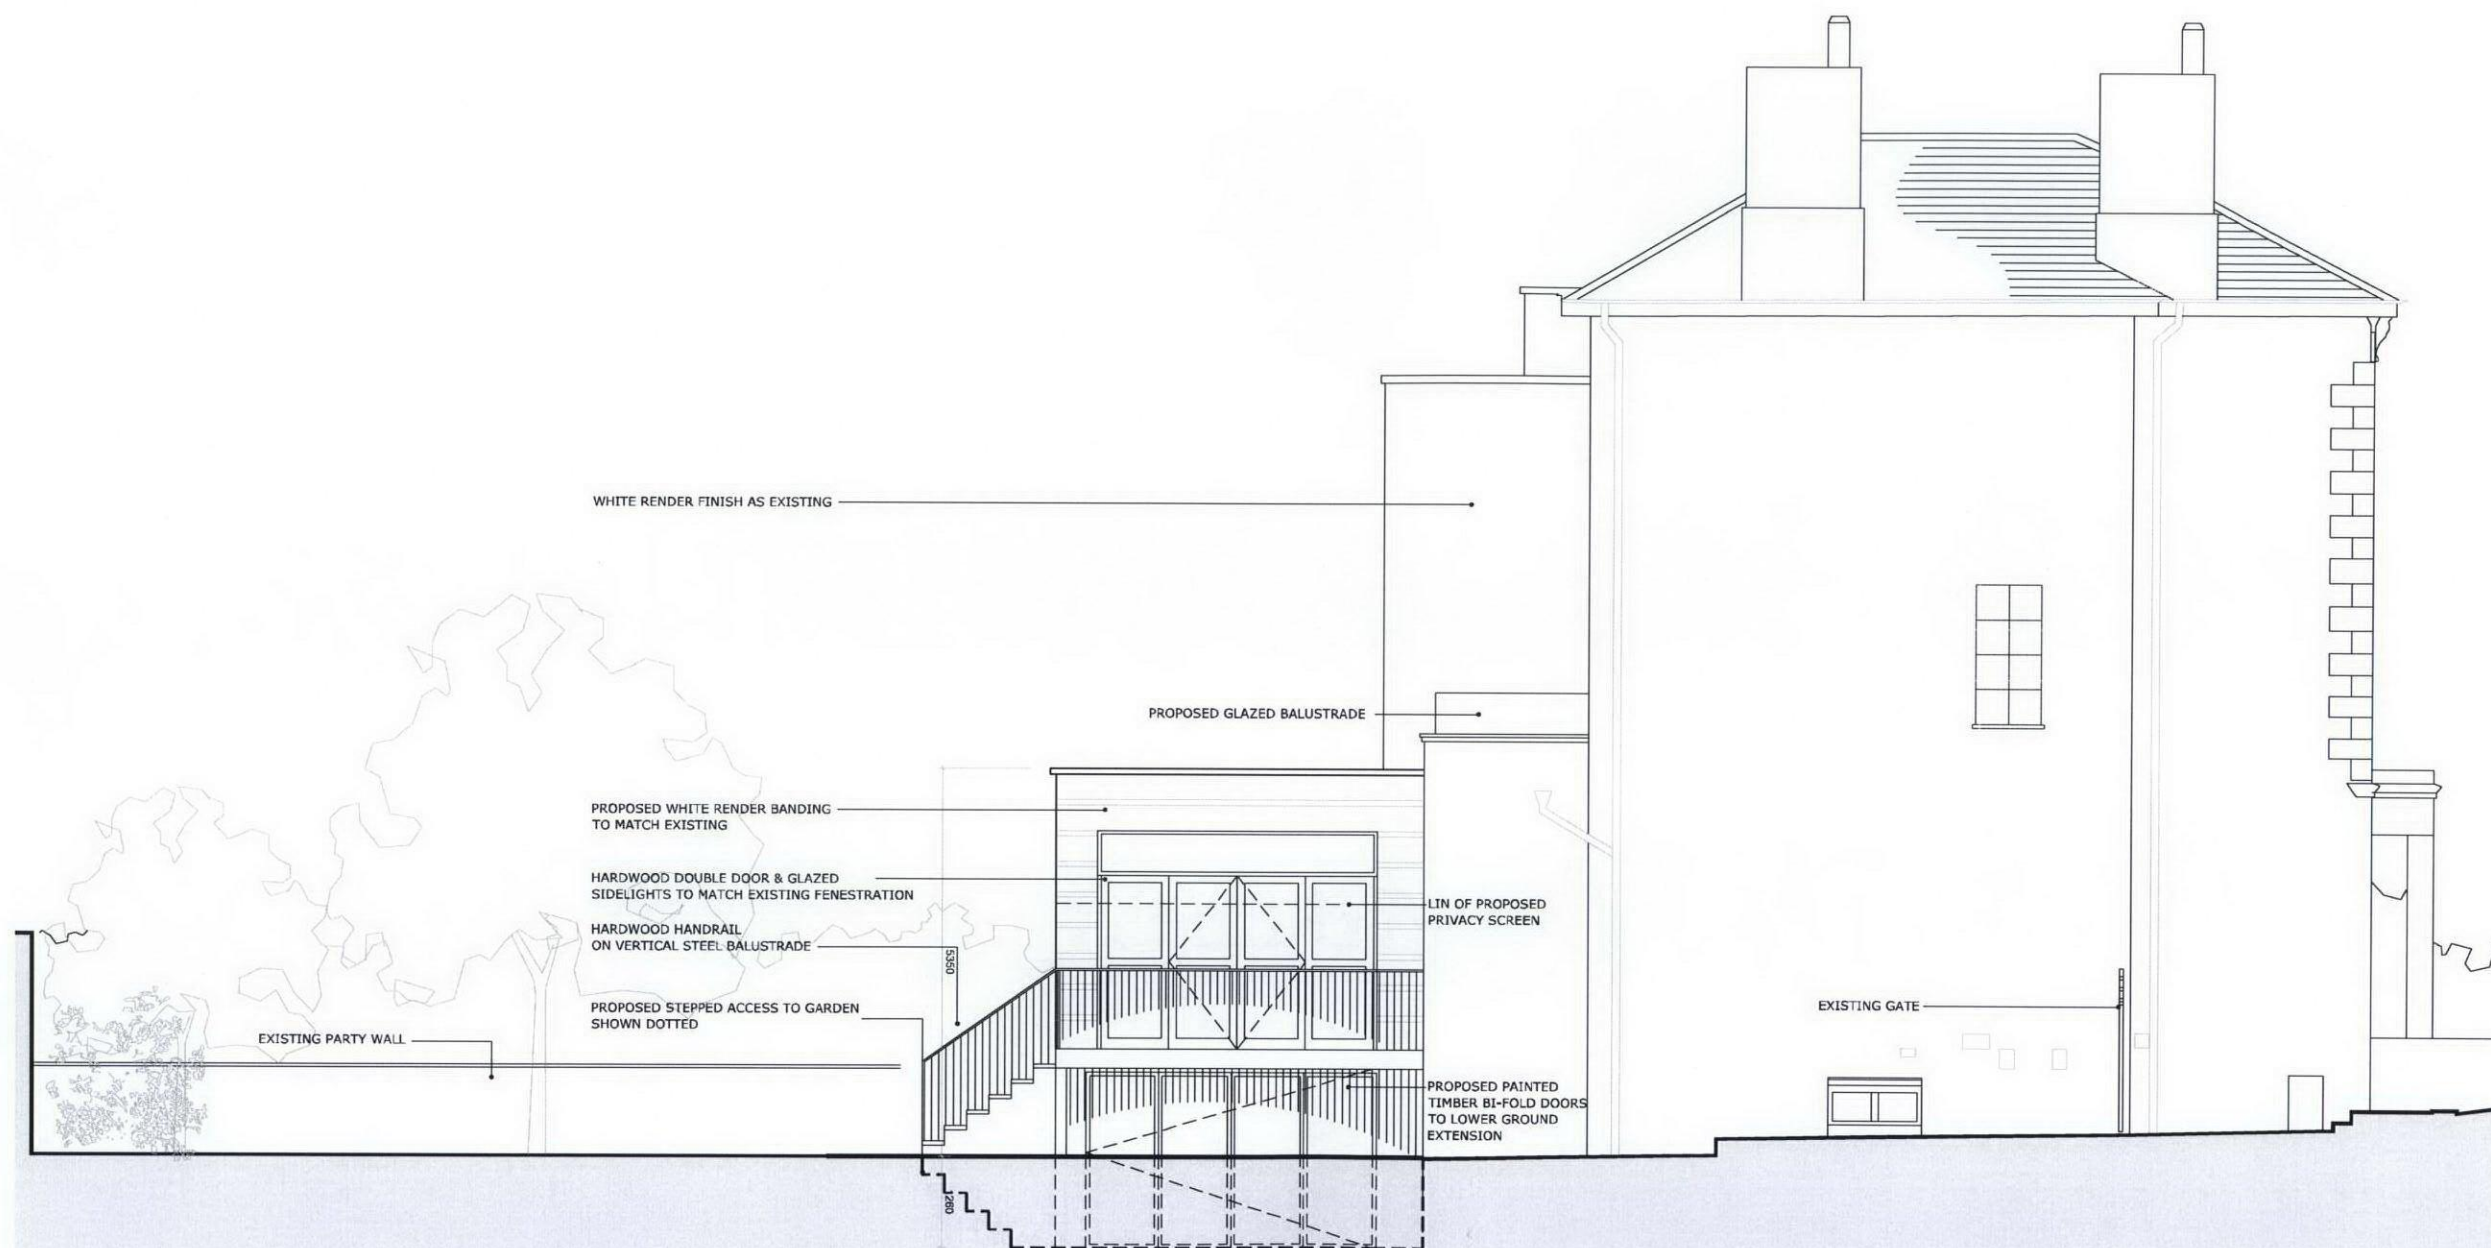 WHITE RENDER FINISH AS EXISTING
PROPOSED GLAZED BALUSTRADE
PROPOSED WHITE RENDER BANDING
TO MATCH EXISTING
HARDWOOD DOUBLE DOOR & GLAZED
SIDELIGHTS TO MATCH EXISTING FENESTRATION
LIN OF PROPOSED
PRIVACY SCREEN
HARDWOOD HANDRAIL
ON VERTICAL STEEL BALUSTRADE
5350
PROPOSED STEPPED ACCESS TO GARDEN
SHOWN DOTTED
EXISTING GATE
EXISTING PARTY WALL
PROPOSED PAINTED
TIMBER BI-FOLD DOORS
TO LOWER GROUND
EXTENSION